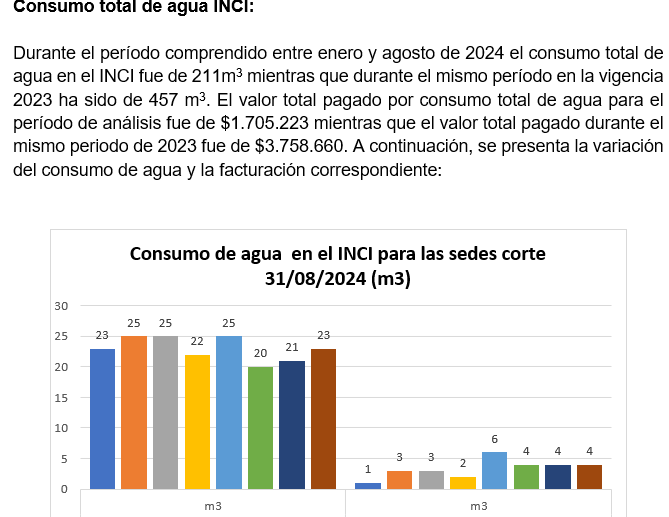 Consumo total de agua INCI:
Durante el período comprendido entre enero y agosto de 2024 el consumo total de
agua en el INCI fue de 211m³ mientras que durante el mismo período en la vigencia
2023 ha sido de 457 m³. El valor total pagado por consumo total de agua para el
período de análisis fue de $1.705.223 mientras que el valor total pagado durante el
mismo periodo de 2023 fue de $3.758.660. A continuación, se presenta la variación
del consumo de agua y la facturación correspondiente:
Consumo de agua  en el INCI para las sedes corte
31/08/2024 (m3)
30
25
20
15
10
5
0
23
25
25
22
25
20
21
23
1
3
3
2
6
4
4
4
m3
m3